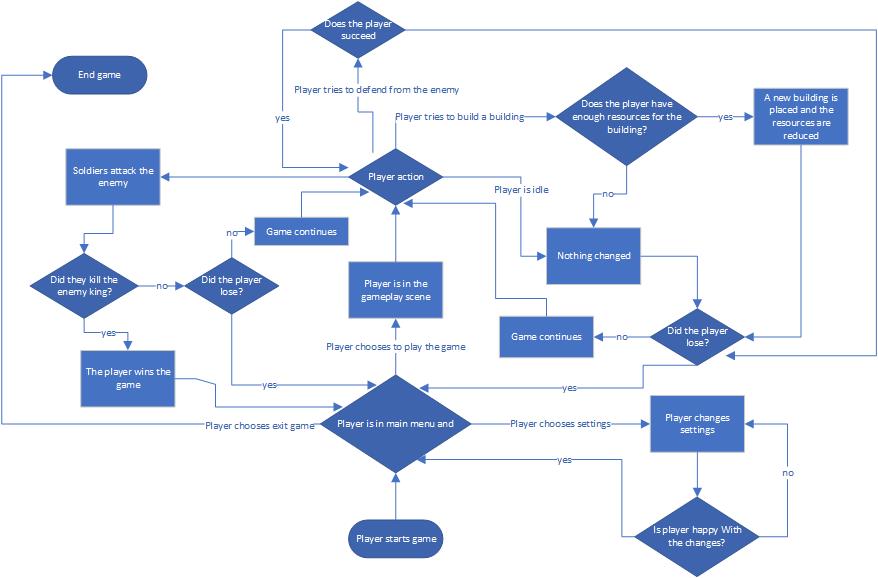 Does the player
succeed
End game
Player tries to defend from the enemy
yes
Player tries to build a building
Does the player have
enough resources for the
building?
yes
A new building is
placed and the
resources are
reduced
Soldiers attack the
enemy
Player action
Player is idle
no
no
Game continues
Nothing changed
Did they kill the
enemy king?
no
Did the player
lose?
Player is in the
gameplay scene
yes
Game continues
no
Did the player
lose?
Player chooses to play the game
The player wins the
game
yes
yes
Player chooses exit game
Player is in main menu and
Player chooses settings
Player changes
settings
yes
no
Player starts game
Is player happy With
the changes?